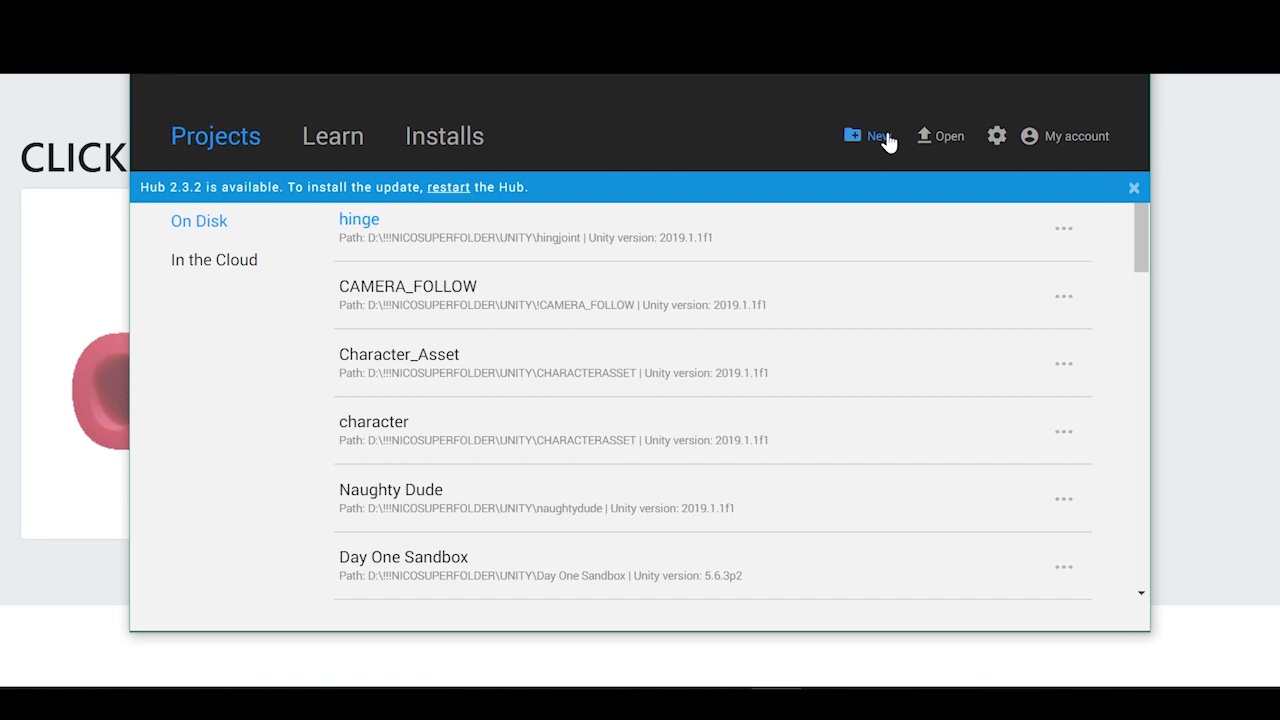 CLICK
Projects Learn Installs New Open My account
Hub 2.3.2 is available. To install the update, restart the Hub.
On Disk
In the Cloud
hinge
Path: D:\!!!NICOSUPERFOLDER\UNITY\hingjoint | Unity version: 2019.1.1f1
CAMERA_FOLLOW
Path: D:\!!!NICOSUPERFOLDER\UNITY\!CAMERA_FOLLOW | Unity version: 2019.1.1f1
Character_Asset
Path: D:\!!!NICOSUPERFOLDER\UNITY\CHARACTERASSET | Unity version: 2019.1.1f1
character
Path: D:\!!!NICOSUPERFOLDER\UNITY\CHARACTERASSET | Unity version: 2019.1.1f1
Naughty Dude
Path: D:\!!!NICOSUPERFOLDER\UNITY\naughtydude | Unity version: 2019.1.1f1
Day One Sandbox
Path: D:\!!!NICOSUPERFOLDER\UNITY\Day One Sandbox | Unity version: 5.6.3p2